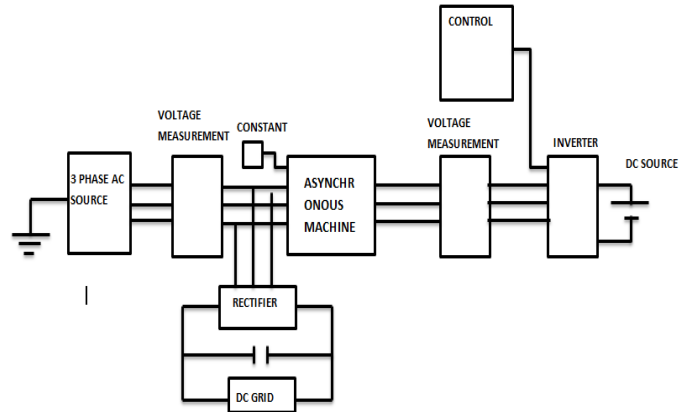 CONTROL
VOLTAGE
MEASUREMENT
CONSTANT
VOLTAGE
MEASUREMENT
INVERTER
DC SOURCE
3 PHASE AC
SOURCE
ASYNCHR
ONOUS
MACHINE
RECTIFIER
DC GRID